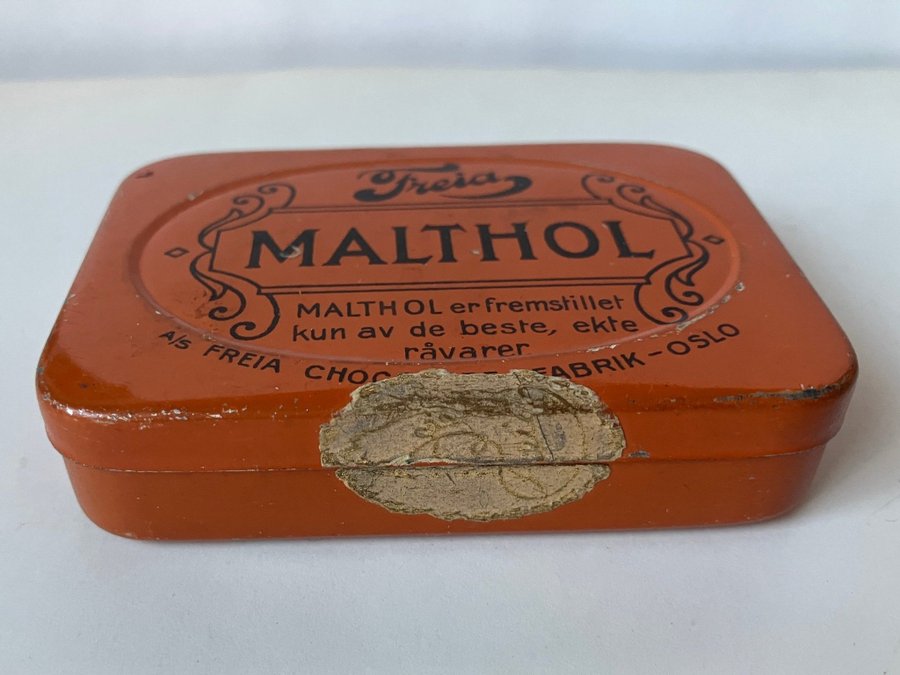 Freia
MALTHOL
MALTHOL er fremstillet
kun av de beste, ekte
råvarer
A/S FREIA FABRIK - OSLO